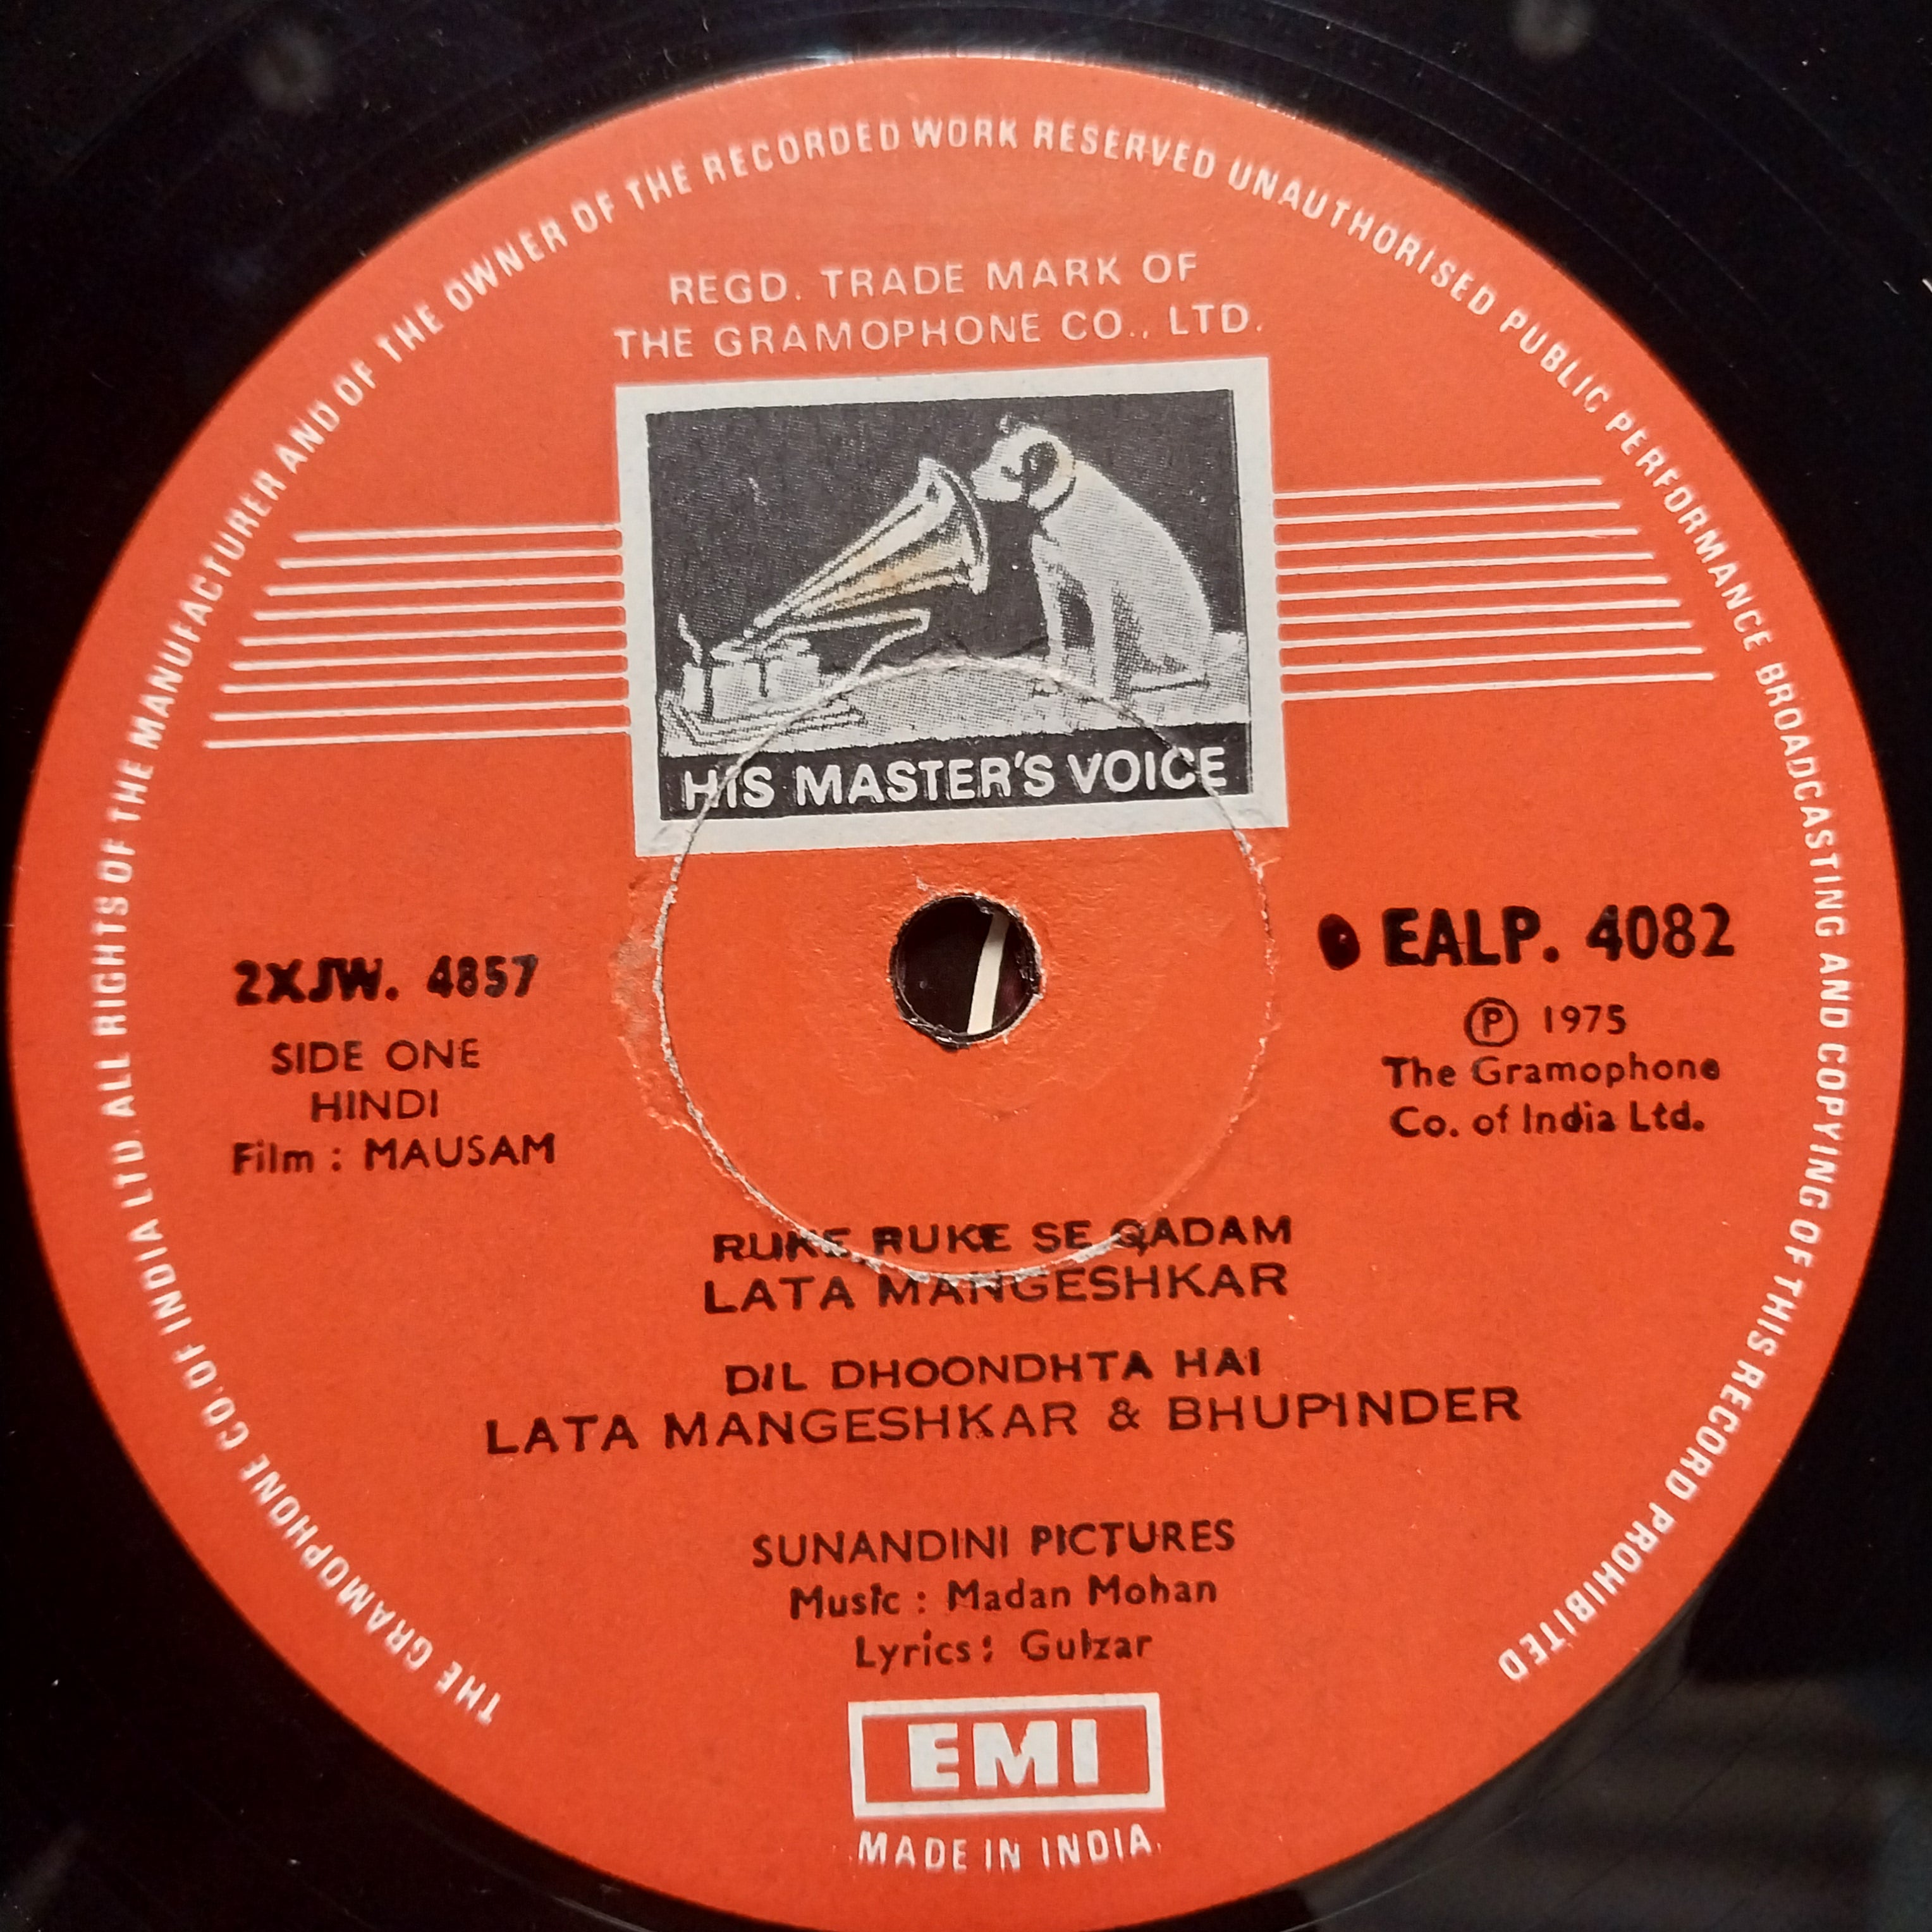 THE GRAMOPHONE CO. OF INDIA LTD. ALL RIGHTS OF THE MANUFACTURER AND OF THE OWNER OF THE RECORDED WORK RESERVED UNAUTHORISED PUBLIC PERFORMANCE BROADCASTING AND COPYING OF THIS RECORD PROHIBITED
REGD. TRADE MARK OF
THE GRAMOPHONE CO., LTD.
HIS MASTER'S VOICE
2XJW. 4857
SIDE ONE
HINDI
Film : MAUSAM
EALP. 4082
Ⓟ 1975
The Gramophone
Co. of India Ltd.
RUKE RUKE SE QADAM
LATA MANGESHKAR
DIL DHOONDHTA HAI
LATA MANGESHKAR & BHUPINDER
SUNANDINI PICTURES
Music : Madan Mohan
Lyrics : Gulzar
EMI
MADE IN INDIA